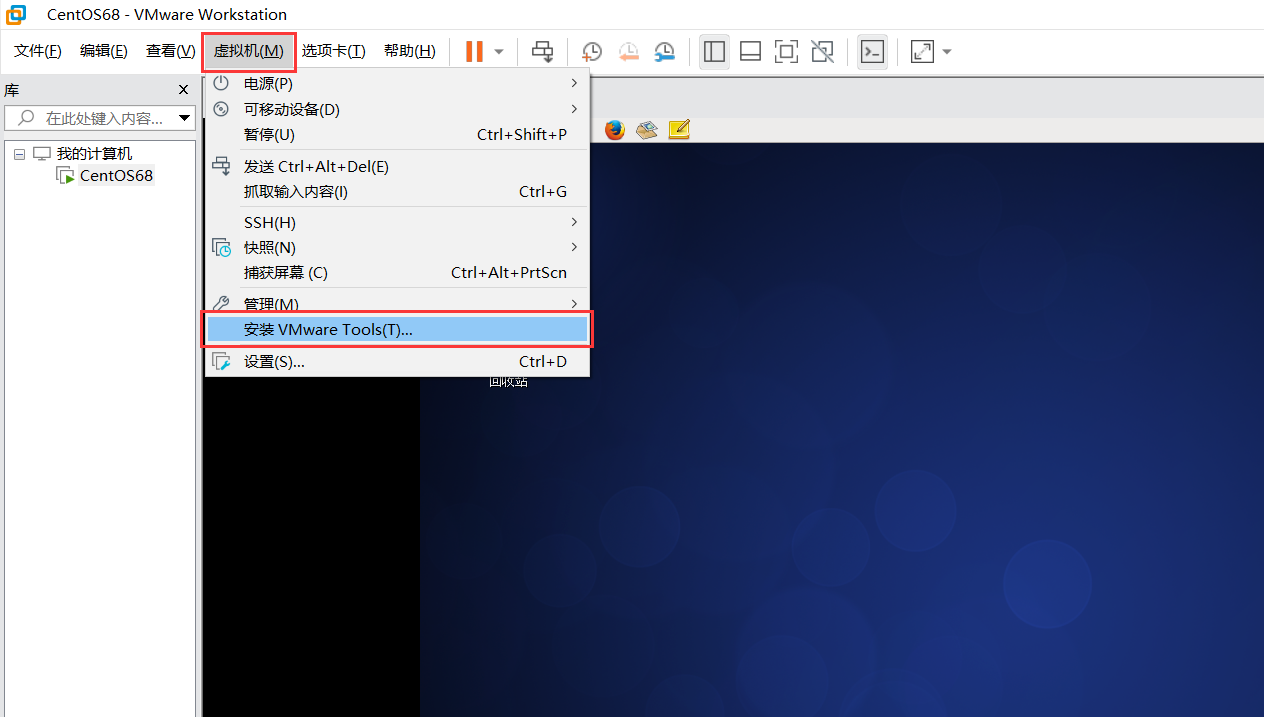 CentOS68 - VMware Workstation
文件(F) 编辑(E) 查看(V) 虚拟机(M) 选项卡(T) 帮助(H)
库
在此处键入内容...
我的计算机
CentOS68
电源(P)
可移动设备(D)
暂停(U) Ctrl+Shift+P
发送 Ctrl+Alt+Del(E)
抓取输入内容(I) Ctrl+G
SSH(H)
快照(N)
捕获屏幕 (C) Ctrl+Alt+PrtScn
管理(M)
安装 VMware Tools(T)...
设置(S)... Ctrl+D
回收站